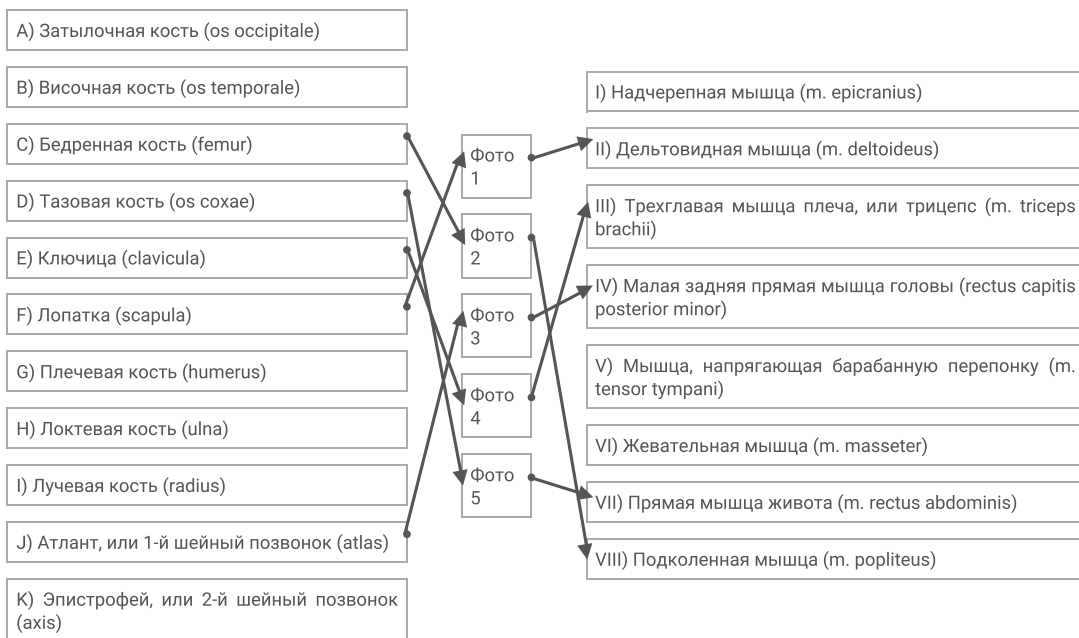 A) Затылочная кость (os occipitale)
B) Височная кость (os temporale)
C) Бедренная кость (femur)
D) Тазовая кость (os coxae)
E) Ключица (clavicula)
F) Лопатка (scapula)
G) Плечевая кость (humerus)
H) Локтевая кость (ulna)
I) Лучевая кость (radius)
J) Атлант, или 1-й шейный позвонок (atlas)
K) Эпистрофей, или 2-й шейный позвонок
(axis)
Фото
1
Фото
2
Фото
3
Фото
4
Фото
5
I) Надчерепная мышца (m. epicranius)
II) Дельтовидная мышца (m. deltoideus)
III) Трехглавая мышца плеча, или трицепс (m. triceps
brachii)
IV) Малая задняя прямая мышца головы (rectus capitis
posterior minor)
V) Мышца, напрягающая барабанную перепонку (m.
tensor tympani)
VI) Жевательная мышца (m. masseter)
VII) Прямая мышца живота (m. rectus abdominis)
VIII) Подколенная мышца (m. popliteus)